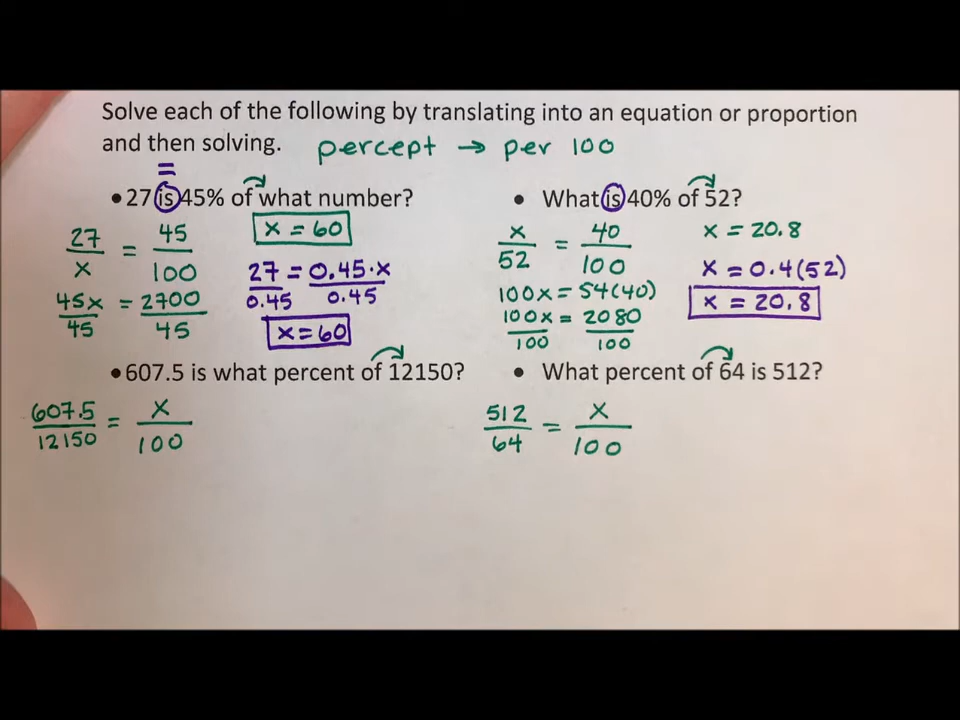 Solve each of the following by translating into an equation or proportion
and then solving. percept → per 100
=
• 27 is 45% of what number?
27/x = 45/100
x = 60
45x/45 = 2700/45
27/0.45 = 0.45·x/0.45
x=60
• What is 40% of 52?
x/52 = 40/100
x = 20.8
100x = 54(40)
x = 0.4(52)
100x/100 = 2080/100
x = 20.8
• 607.5 is what percent of 12150?
607.5/12150 = x/100
• What percent of 64 is 512?
512/64 = x/100